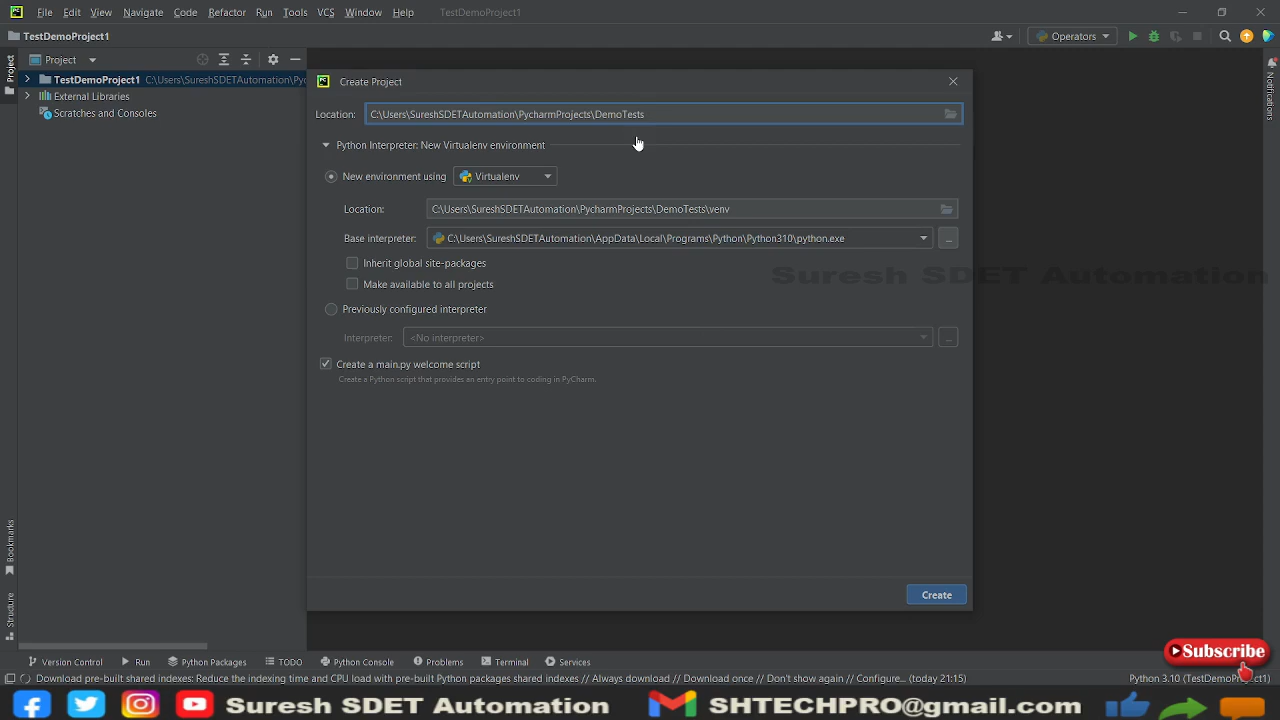 File Edit View Navigate Code Refactor Run Tools VCS Window Help TestDemoProject1
TestDemoProject1
Operators
Project
Project
TestDemoProject1 C:\Users\SureshSDETAutomation\Pyc
External Libraries
Scratches and Consoles
Notifications
Create Project
Location: C:\Users\SureshSDETAutomation\PycharmProjects\DemoTests
Python Interpreter: New Virtualenv environment
New environment using Virtualenv
Location: C:\Users\SureshSDETAutomation\PycharmProjects\DemoTests\venv
Base interpreter: C:\Users\SureshSDETAutomation\AppData\Local\Programs\Python\Python310\python.exe ...
Inherit global site-packages
Suresh SDET Automation
Make available to all projects
Previously configured interpreter
Interpreter: <No interpreter> ...
Create a main.py welcome script
Create a Python script that provides an entry point to coding in PyCharm.
Create
Bookmarks
Structure
Version Control Run Python Packages TODO Python Console Problems Terminal Services
Subscribe
Download pre-built shared indexes: Reduce the indexing time and CPU load with pre-built Python packages shared indexes // Always download // Download once // Don't show again // Configure... (today 21:15)
Python 3.10 (TestDemoProject1)
Suresh SDET Automation SHTECHPRO@gmail.com